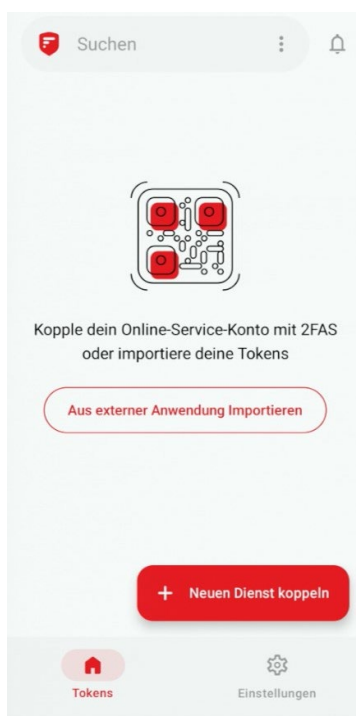 Suchen
Kopple dein Online-Service-Konto mit 2FAS
oder importiere deine Tokens
Aus externer Anwendung Importieren
+ Neuen Dienst koppeln
Tokens
Einstellungen